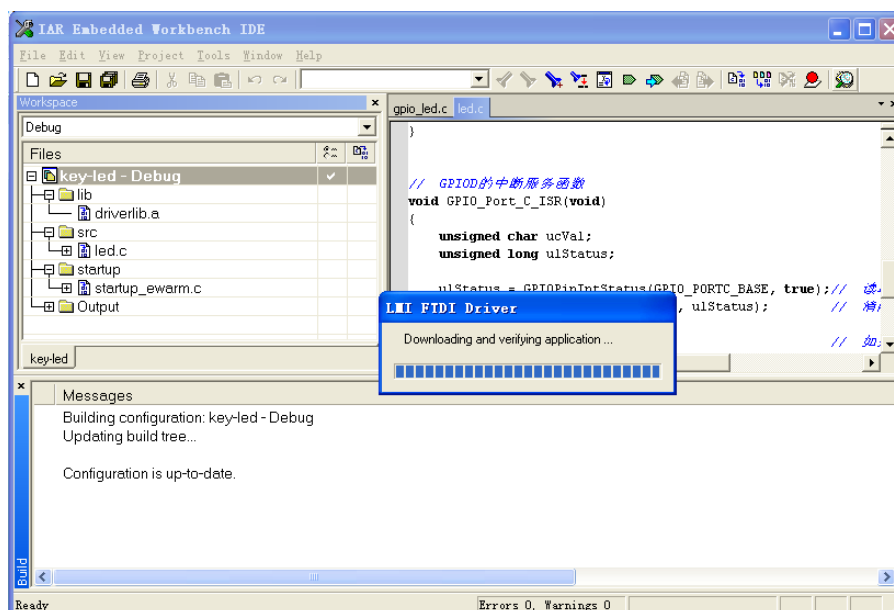 IAR Embedded Workbench IDE
File Edit View Project Tools Window Help
Workspace
Debug
Files
key-led - Debug
lib
driverlib.a
src
led.c
startup
startup_ewarm.c
Output
key-led
gpio_led.c led.c
}
// GPIOD的中断服务函数
void GPIO_Port_C_ISR(void)
{
unsigned char ucVal;
unsigned long ulStatus;
ulStatus = GPIOPinIntStatus(GPIO_PORTC_BASE, true);// 读
, ulStatus); // 清
// 如
LMI FTDI Driver
Downloading and verifying application ...
Messages
Building configuration: key-led - Debug
Updating build tree...
Configuration is up-to-date.
Build
Ready
Errors 0, Warnings 0